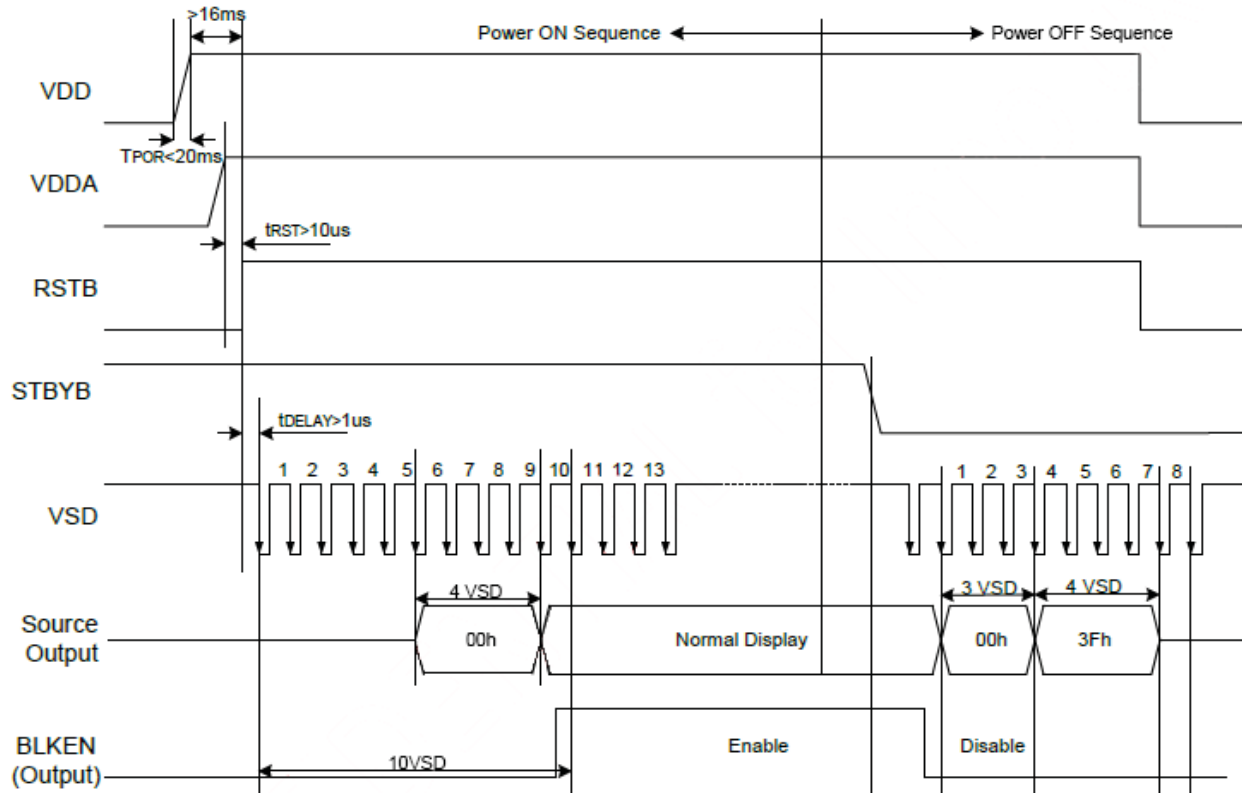 >16ms
Power ON Sequence
Power OFF Sequence
VDD
TPOR<20ms
VDDA
tRST>10us
RSTB
STBYB
tDELAY>1us
1 2 3 4 5 6 7 8 9 10 11 12 13 1 2 3 4 5 6 7 8
VSD
4 VSD 3 VSD 4 VSD
Source
Output
00h Normal Display 00h 3Fh
BLKEN
(Output)
Enable Disable
10VSD